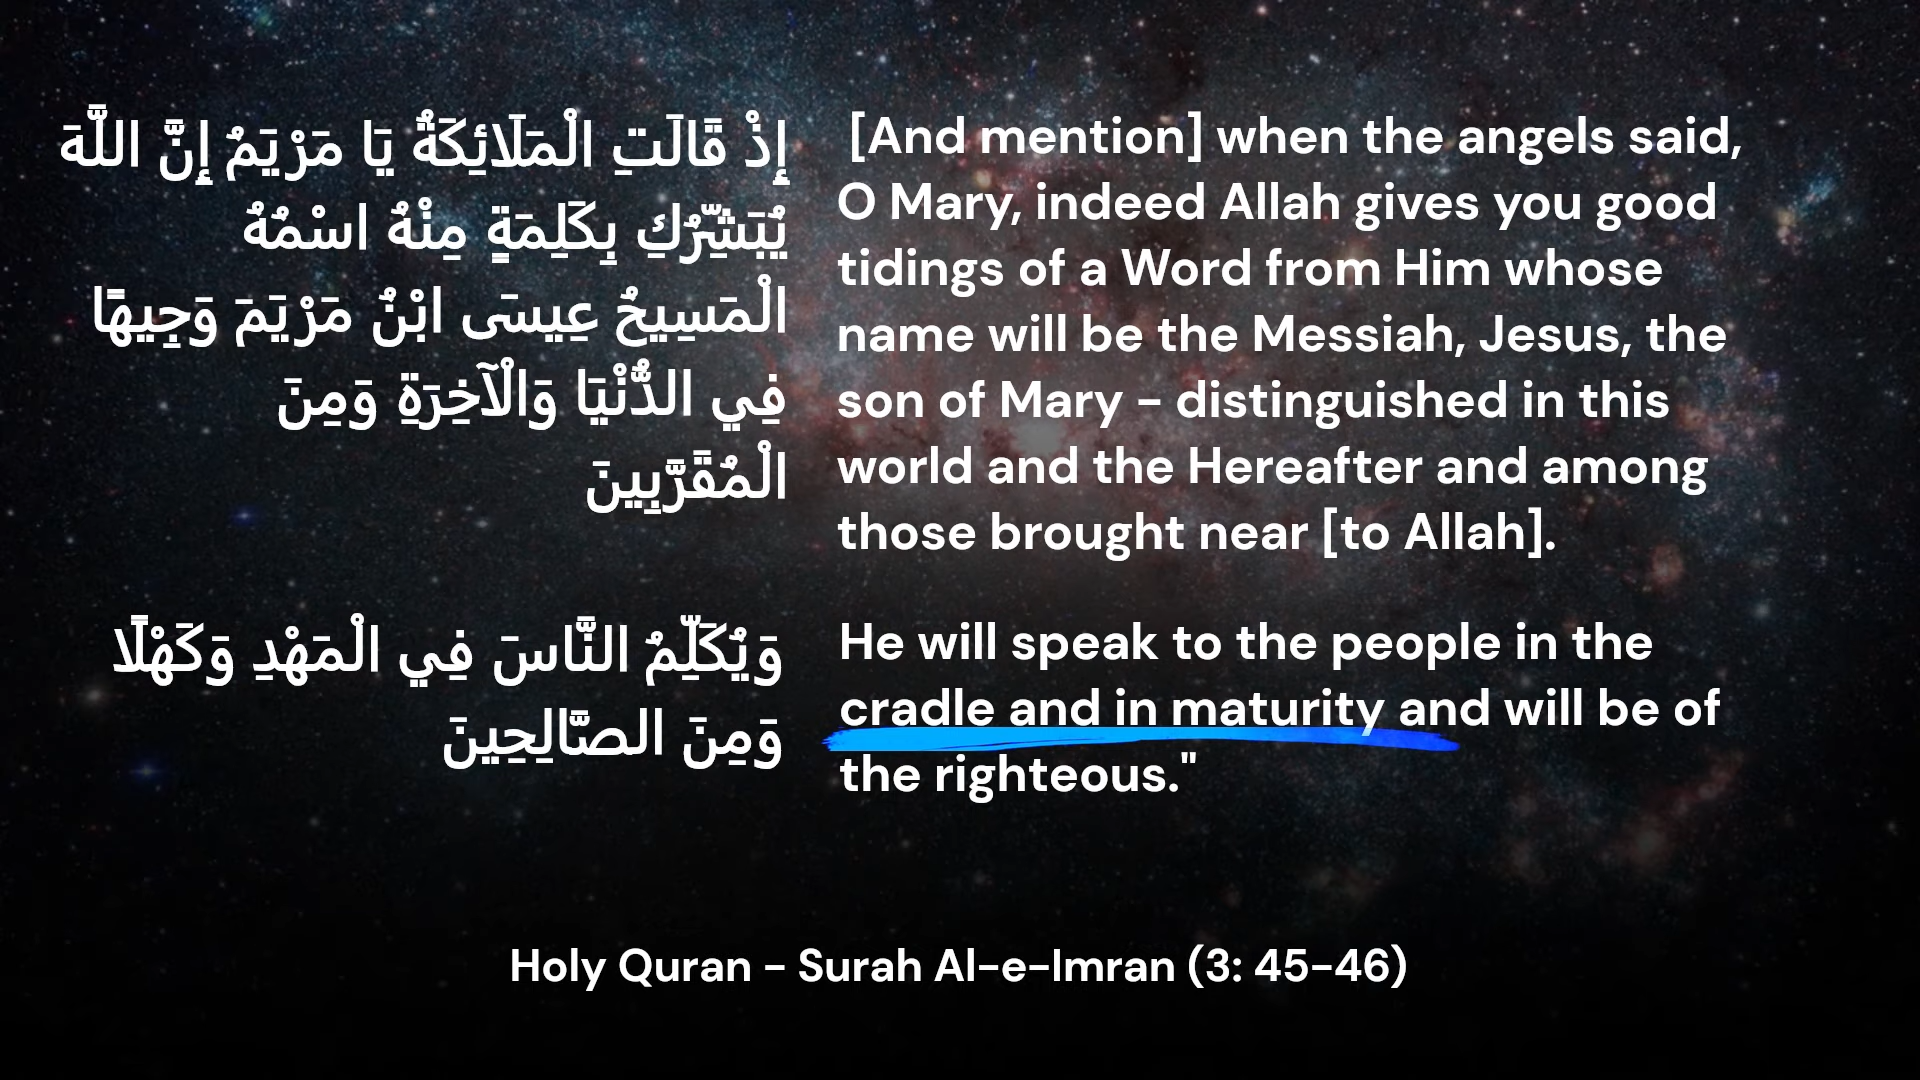 إِذْ قَالَتِ الْمَلَائِكَةُ يَا مَرْيَمُ إِنَّ اللَّهَ
يُبَشِّرُكِ بِكَلِمَةٍ مِنْهُ اسْمُهُ
الْمَسِيحُ عِيسَى ابْنُ مَرْيَمَ وَجِيهًا
فِي الدُّنْيَا وَالْآخِرَةِ وَمِنَ
الْمُقَرَّبِينَ
[And mention] when the angels said,
O Mary, indeed Allah gives you good
tidings of a Word from Him whose
name will be the Messiah, Jesus, the
son of Mary – distinguished in this
world and the Hereafter and among
those brought near [to Allah].
وَيُكَلِّمُ النَّاسَ فِي الْمَهْدِ وَكَهْلًا
وَمِنَ الصَّالِحِينَ
He will speak to the people in the
cradle and in maturity and will be of
the righteous."
Holy Quran – Surah Al-e-Imran (3: 45-46)